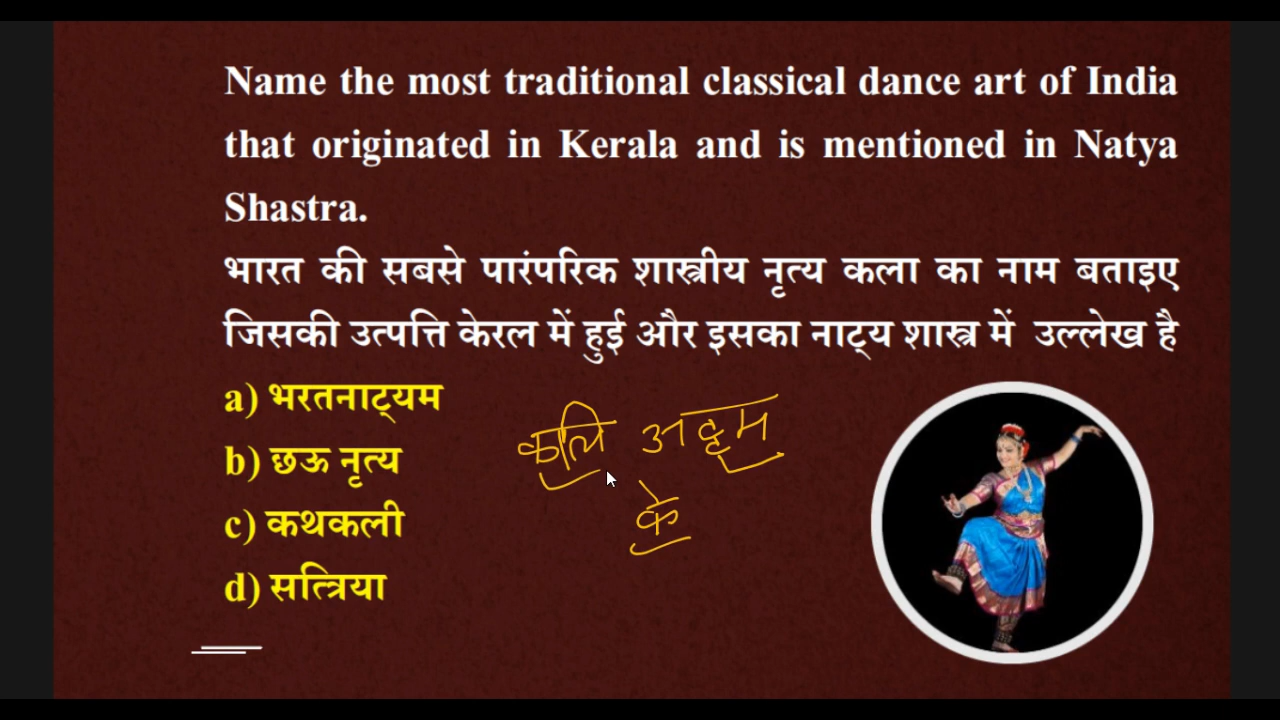 Name the most traditional classical dance art of India
that originated in Kerala and is mentioned in Natya
Shastra.
भारत की सबसे पारंपरिक शास्त्रीय नृत्य कला का नाम बताइए
जिसकी उत्पत्ति केरल में हुई और इसका नाट्य शास्त्र में उल्लेख है
a) भरतनाट्यम
b) छऊ नृत्य
c) कथकली
d) सत्त्रिया
अट्टम
के